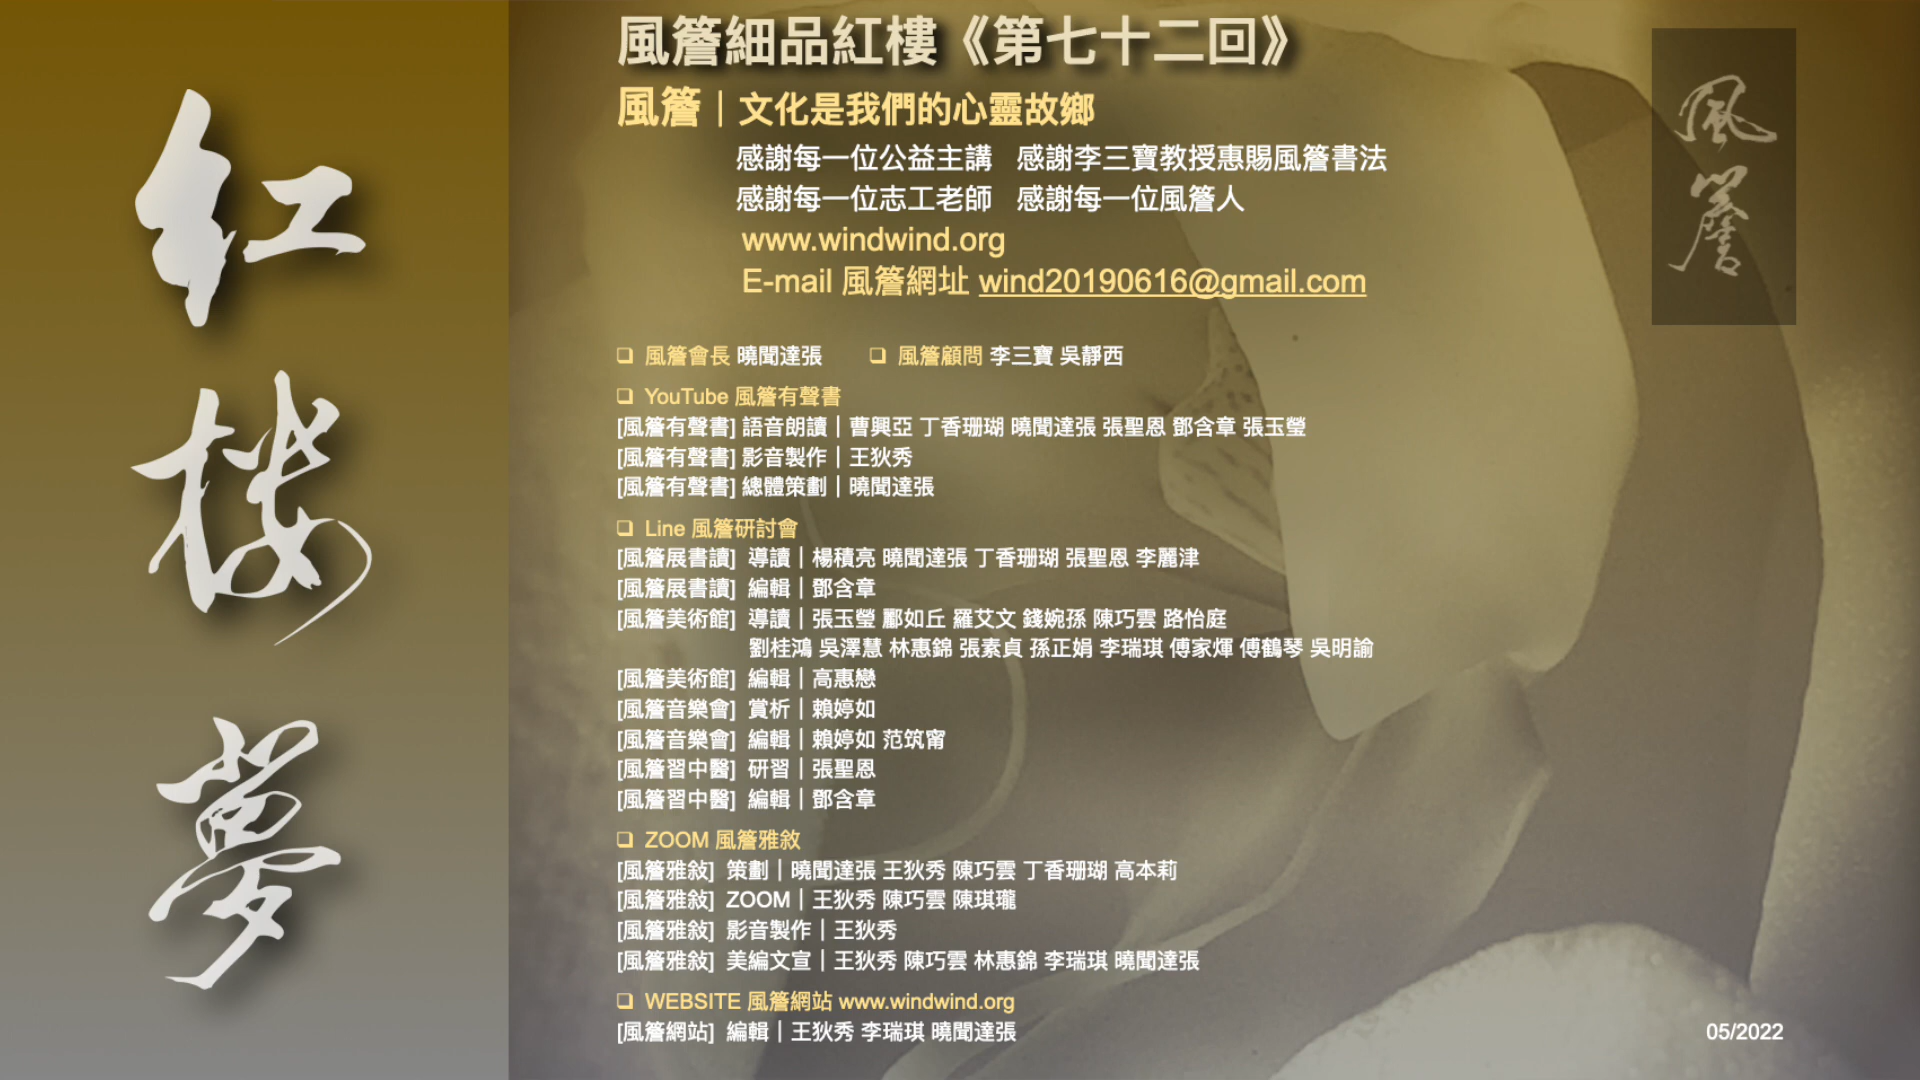 红楼夢
風簷細品紅樓《第七十二回》
風簷｜文化是我們的心靈故鄉
感謝每一位公益主講 感謝李三寶教授惠賜風簷書法
感謝每一位志工老師 感謝每一位風簷人
www.windwind.org
E-mail 風簷網址 wind20190616@gmail.com
風簷
❑ 風簷會長 曉聞達張 ❑ 風簷顧問 李三寶 吳靜西
❑ YouTube 風簷有聲書
[風簷有聲書] 語音朗讀｜曹興亞 丁香珊瑚 曉聞達張 張聖恩 鄧含章 張玉瑩
[風簷有聲書] 影音製作｜王狄秀
[風簷有聲書] 總體策劃｜曉聞達張
❑ Line 風簷研討會
[風簷展書讀] 導讀｜楊積亮 曉聞達張 丁香珊瑚 張聖恩 李麗津
[風簷展書讀] 編輯｜鄧含章
[風簷美術館] 導讀｜張玉瑩 酈如丘 羅艾文 錢婉孫 陳巧雲 路怡庭
劉桂鴻 吳澤慧 林惠錦 張素貞 孫正娟 李瑞琪 傅家煇 傅鶴琴 吳明諭
[風簷美術館] 編輯｜高惠戀
[風簷音樂會] 賞析｜賴婷如
[風簷音樂會] 編輯｜賴婷如 范筑甯
[風簷習中醫] 研習｜張聖恩
[風簷習中醫] 編輯｜鄧含章
❑ ZOOM 風簷雅敘
[風簷雅敍] 策劃｜曉聞達張 王狄秀 陳巧雲 丁香珊瑚 高本莉
[風簷雅敍] ZOOM｜王狄秀 陳巧雲 陳琪瓏
[風簷雅敍] 影音製作｜王狄秀
[風簷雅敍] 美編文宣｜王狄秀 陳巧雲 林惠錦 李瑞琪 曉聞達張
❑ WEBSITE 風簷網站 www.windwind.org
[風簷網站] 編輯｜王狄秀 李瑞琪 曉聞達張
05/2022